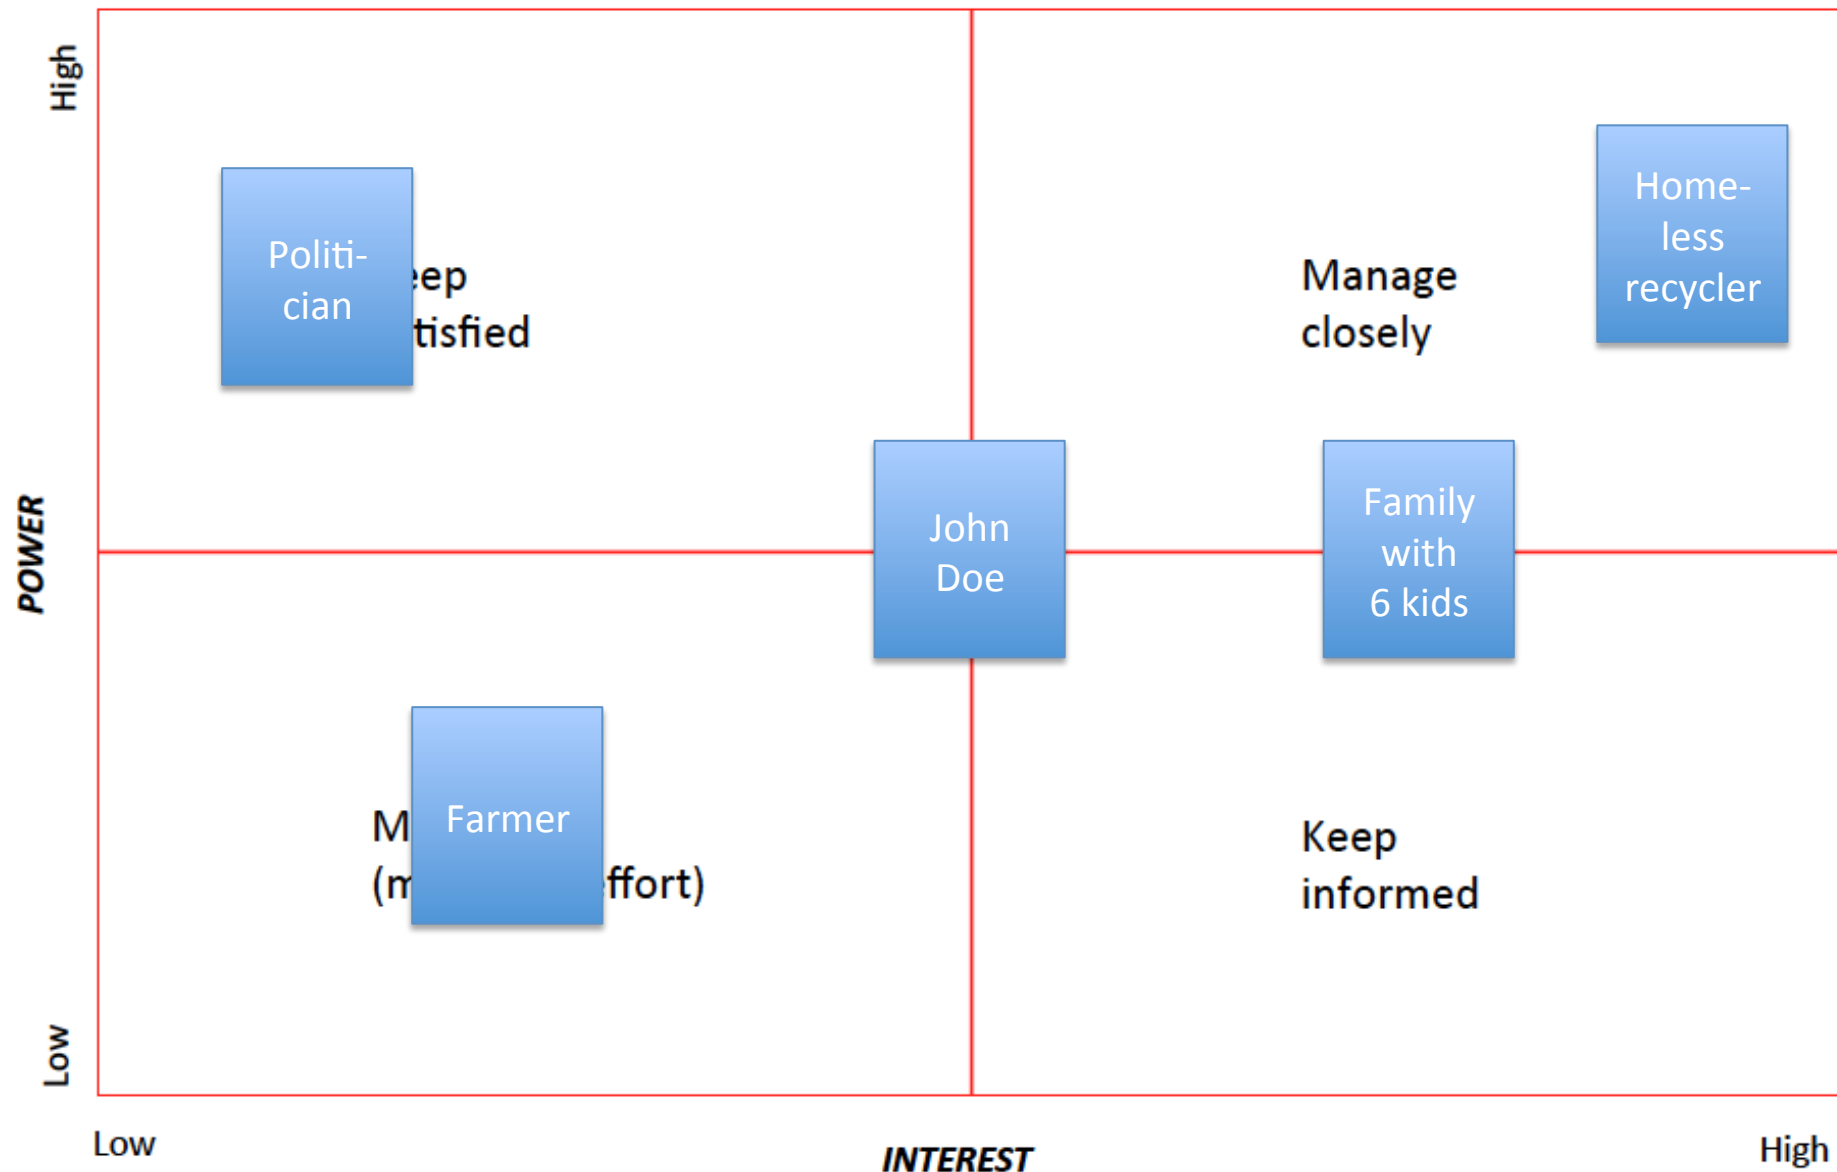 High
Politi-
cian
eep
tisfied
Manage
closely
Home-
less
recycler
POWER
John
Doe
Family
with
6 kids
M
(m
ffort)
Farmer
Keep
informed
Low
Low
INTEREST
High